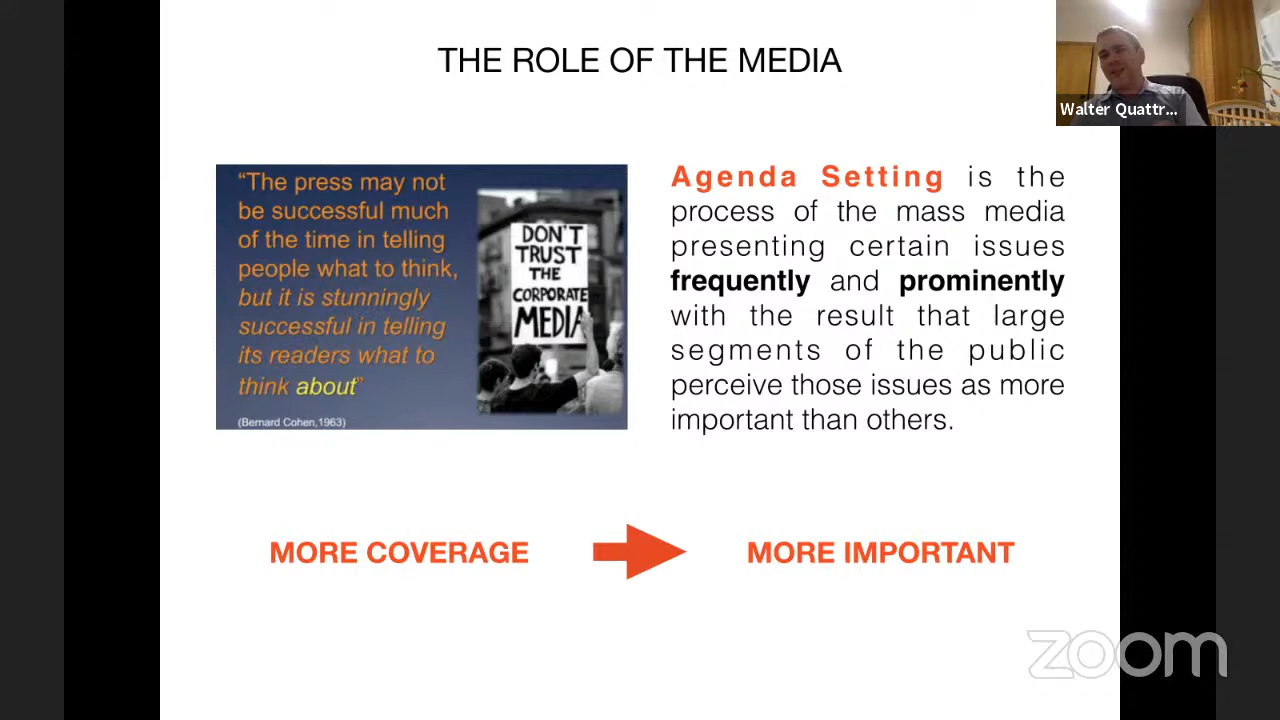 THE ROLE OF THE MEDIA
Walter Quattr...
“The press may not
be successful much
of the time in telling
people what to think,
but it is stunningly
successful in telling
its readers what to
think about”
(Bernard Cohen,1963)
DON'T
TRUST
THE
CORPORATE
MEDIA
Agenda Setting is the
process of the mass media
presenting certain issues
frequently and prominently
with the result that large
segments of the public
perceive those issues as more
important than others.
MORE COVERAGE
MORE IMPORTANT
zoom